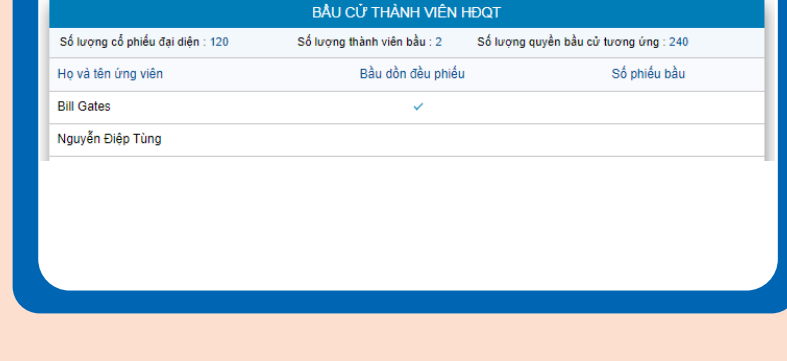 BẦU CỬ THÀNH VIÊN HĐQT
Số lượng cổ phiếu đại diện : 120 Số lượng thành viên bầu : 2 Số lượng quyền bầu cử tương ứng : 240
Họ và tên ứng viên Bầu dồn đều phiếu Số phiếu bầu
Bill Gates ✓
Nguyễn Điệp Tùng